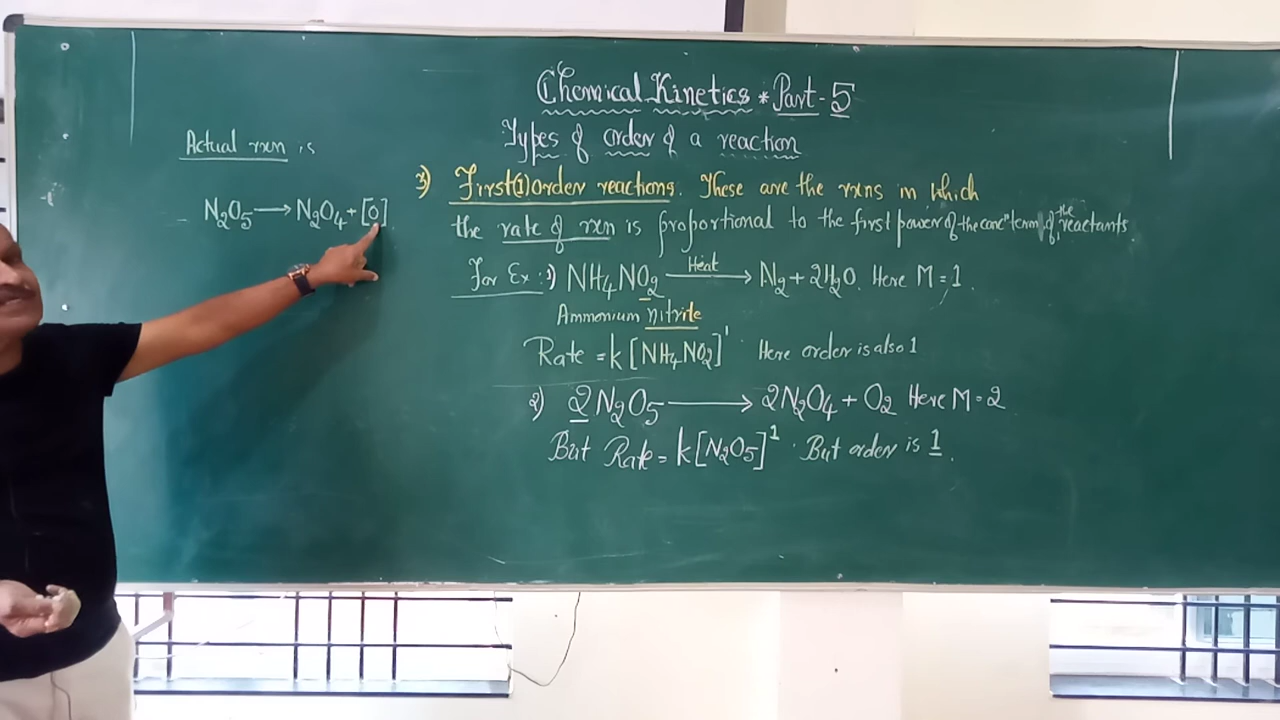 Chemical Kinetics * Part - 5
Types of order of a reaction
Actual rxn is
N₂O₅ ⟶ N₂O₄ + [O]
1) First(1) Order reactions. These are the rxns in which
the rate of rxn is proportional to the first power of the concⁿ term of the reactants.
For Ex: 1) NH₄NO₂ Heat⟶ N₂ + 2H₂O. Here M = 1.
Ammonium nitrite
Rate = k [NH₄NO₂]¹ Here order is also 1
2) 2N₂O₅ ⟶ 2N₂O₄ + O₂ Here M = 2
But Rate = k[N₂O₅]¹. But order is 1.